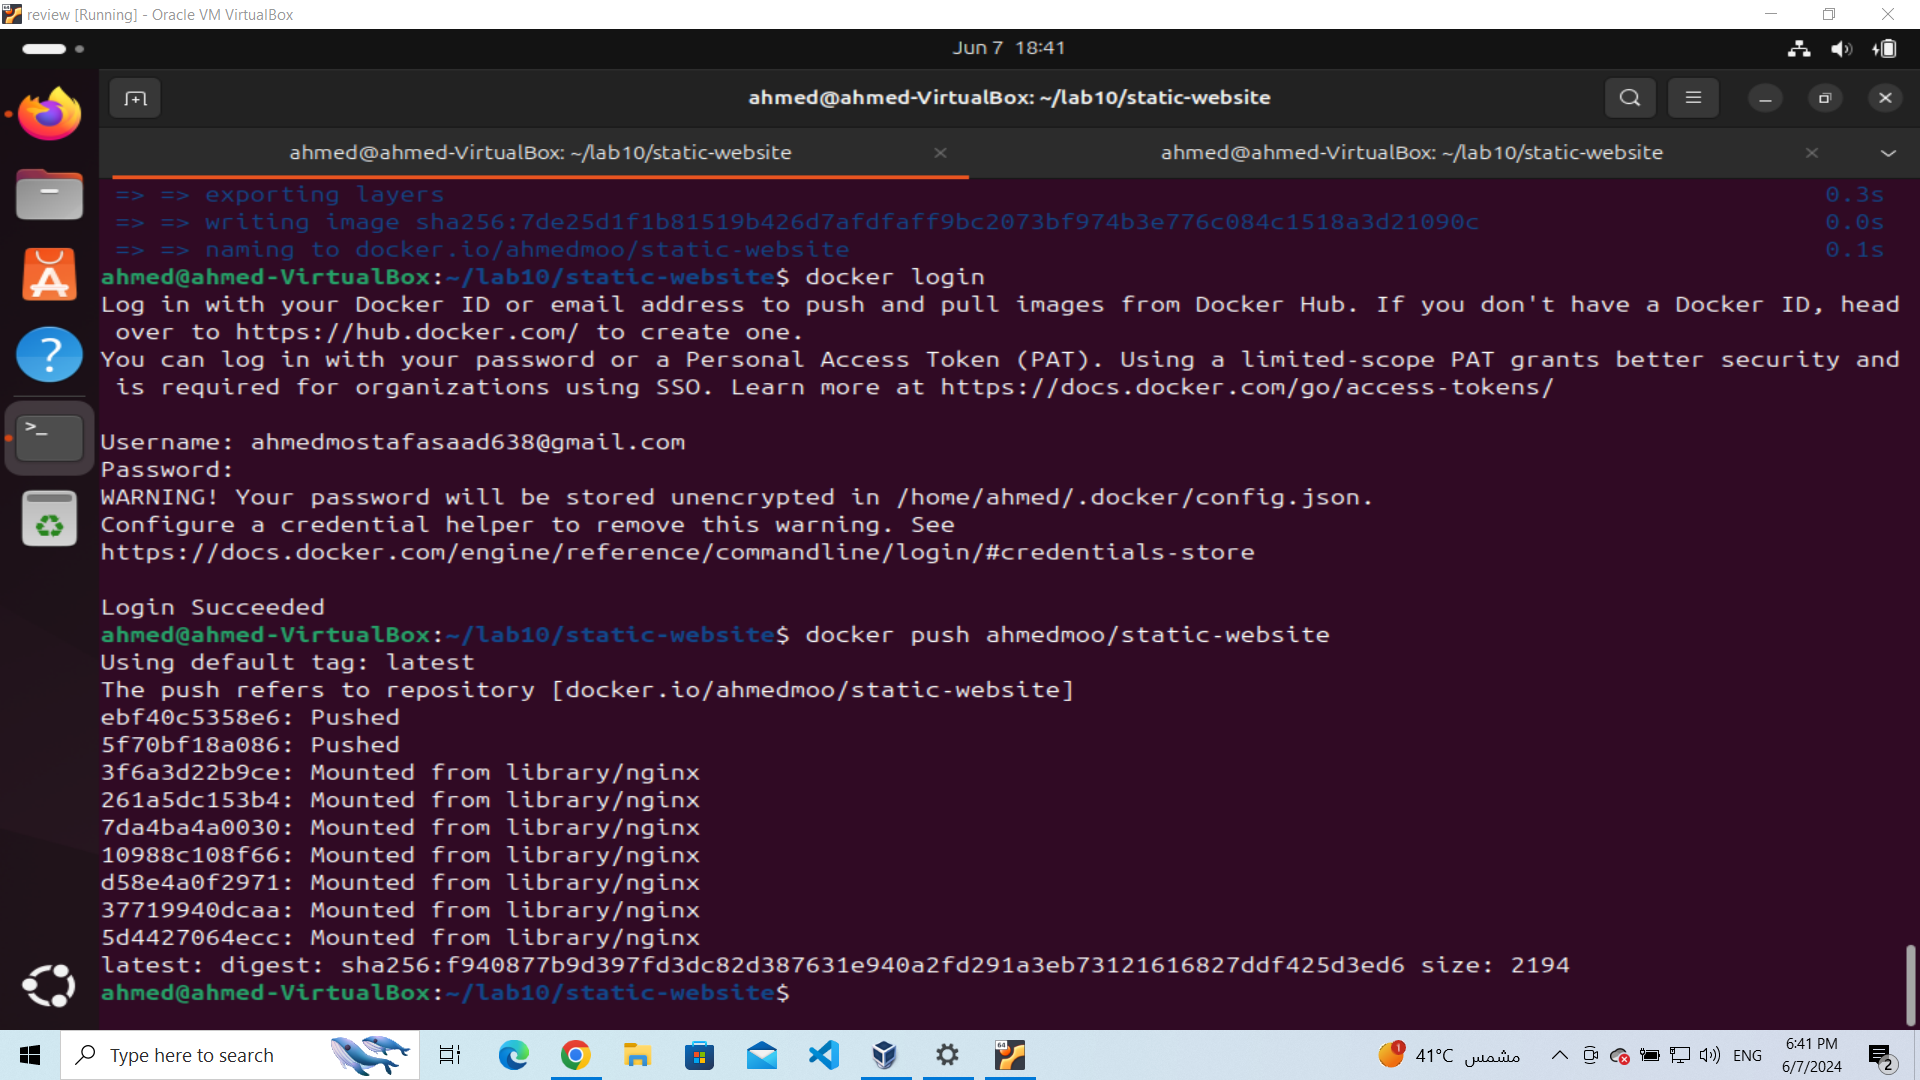 review [Running] - Oracle VM VirtualBox
Jun 7 18:41
ahmed@ahmed-VirtualBox: ~/lab10/static-website
ahmed@ahmed-VirtualBox: ~/lab10/static-website
ahmed@ahmed-VirtualBox: ~/lab10/static-website
=> => exporting layers 0.3s
=> => writing image sha256:7de25d1f1b81519b426d7afdfaff9bc2073bf974b3e776c084c1518a3d21090c 0.0s
=> => naming to docker.io/ahmedmoo/static-website 0.1s
ahmed@ahmed-VirtualBox:~/lab10/static-website$ docker login
Log in with your Docker ID or email address to push and pull images from Docker Hub. If you don't have a Docker ID, head
over to https://hub.docker.com/ to create one.
You can log in with your password or a Personal Access Token (PAT). Using a limited-scope PAT grants better security and
is required for organizations using SSO. Learn more at https://docs.docker.com/go/access-tokens/
Username: ahmedmostafasaad638@gmail.com
Password:
WARNING! Your password will be stored unencrypted in /home/ahmed/.docker/config.json.
Configure a credential helper to remove this warning. See
https://docs.docker.com/engine/reference/commandline/login/#credentials-store
Login Succeeded
ahmed@ahmed-VirtualBox:~/lab10/static-website$ docker push ahmedmoo/static-website
Using default tag: latest
The push refers to repository [docker.io/ahmedmoo/static-website]
ebf40c5358e6: Pushed
5f70bf18a086: Pushed
3f6a3d22b9ce: Mounted from library/nginx
261a5dc153b4: Mounted from library/nginx
7da4ba4a0030: Mounted from library/nginx
10988c108f66: Mounted from library/nginx
d58e4a0f2971: Mounted from library/nginx
37719940dcaa: Mounted from library/nginx
5d4427064ecc: Mounted from library/nginx
latest: digest: sha256:f940877b9d397fd3dc82d387631e940a2fd291a3eb73121616827ddf425d3ed6 size: 2194
ahmed@ahmed-VirtualBox:~/lab10/static-website$
Type here to search
64
1
41°C مشمس
ENG
6:41 PM
6/7/2024
2